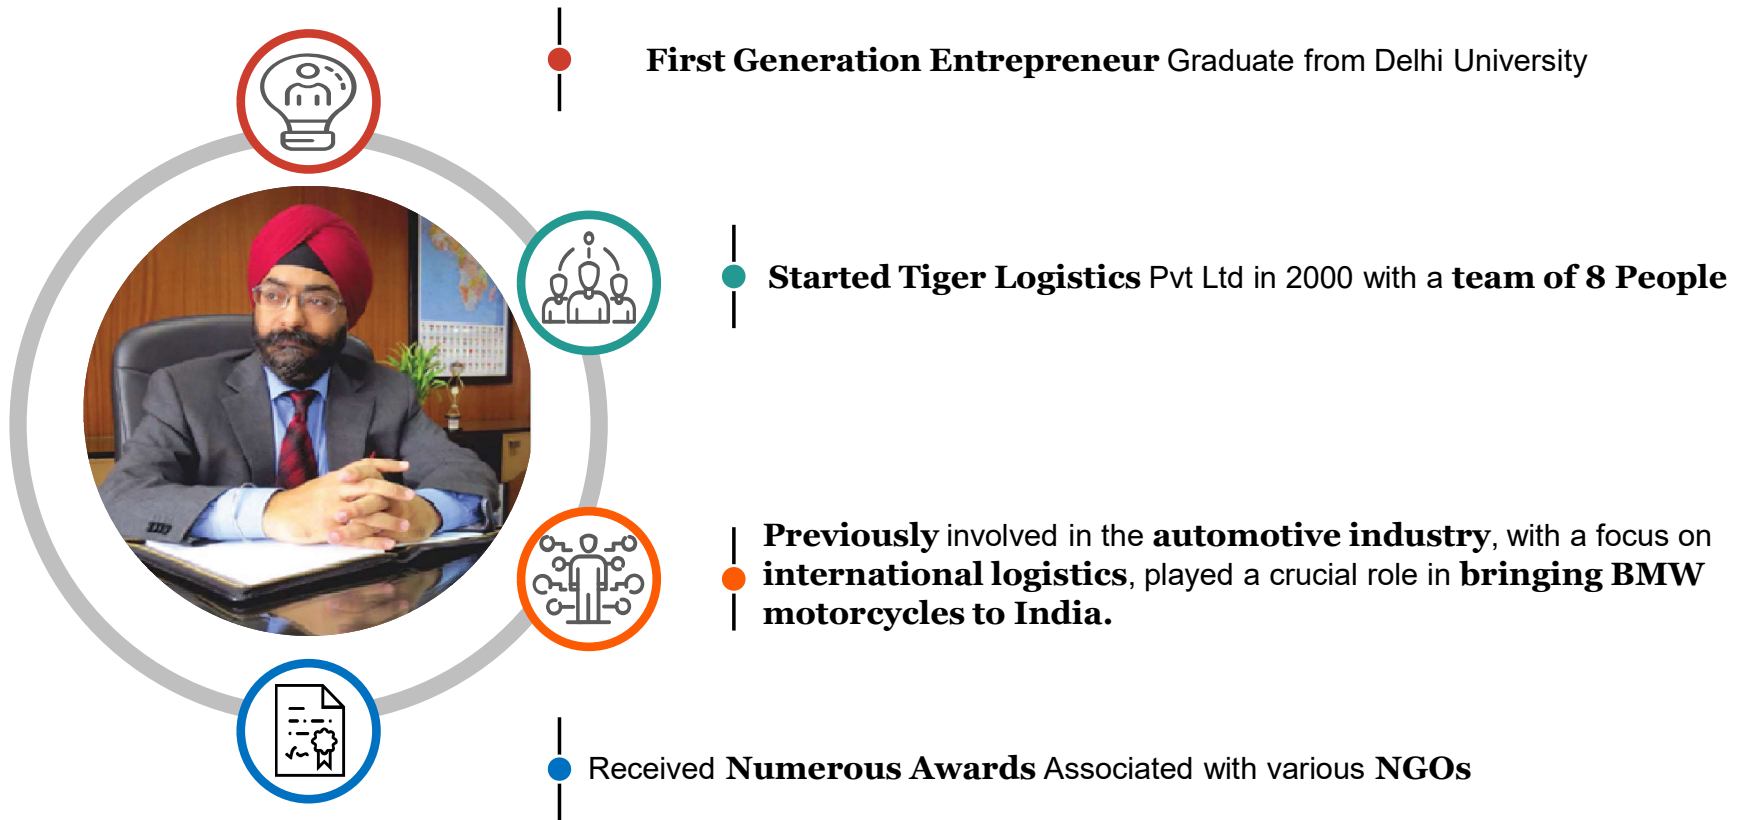 First Generation Entrepreneur Graduate from Delhi University
Started Tiger Logistics Pvt Ltd in 2000 with a team of 8 People
Previously involved in the automotive industry, with a focus on
international logistics, played a crucial role in bringing BMW
motorcycles to India.
Received Numerous Awards Associated with various NGOs